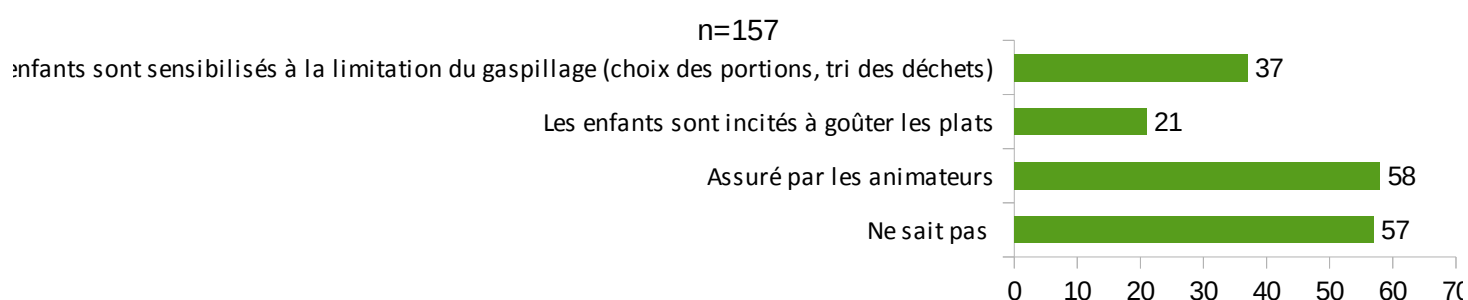 n=157
enfants sont sensibilisés à la limitation du gaspillage (choix des portions, tri des déchets)
37
Les enfants sont incités à goûter les plats
21
Assuré par les animateurs
58
Ne sait pas
57
0 10 20 30 40 50 60 70